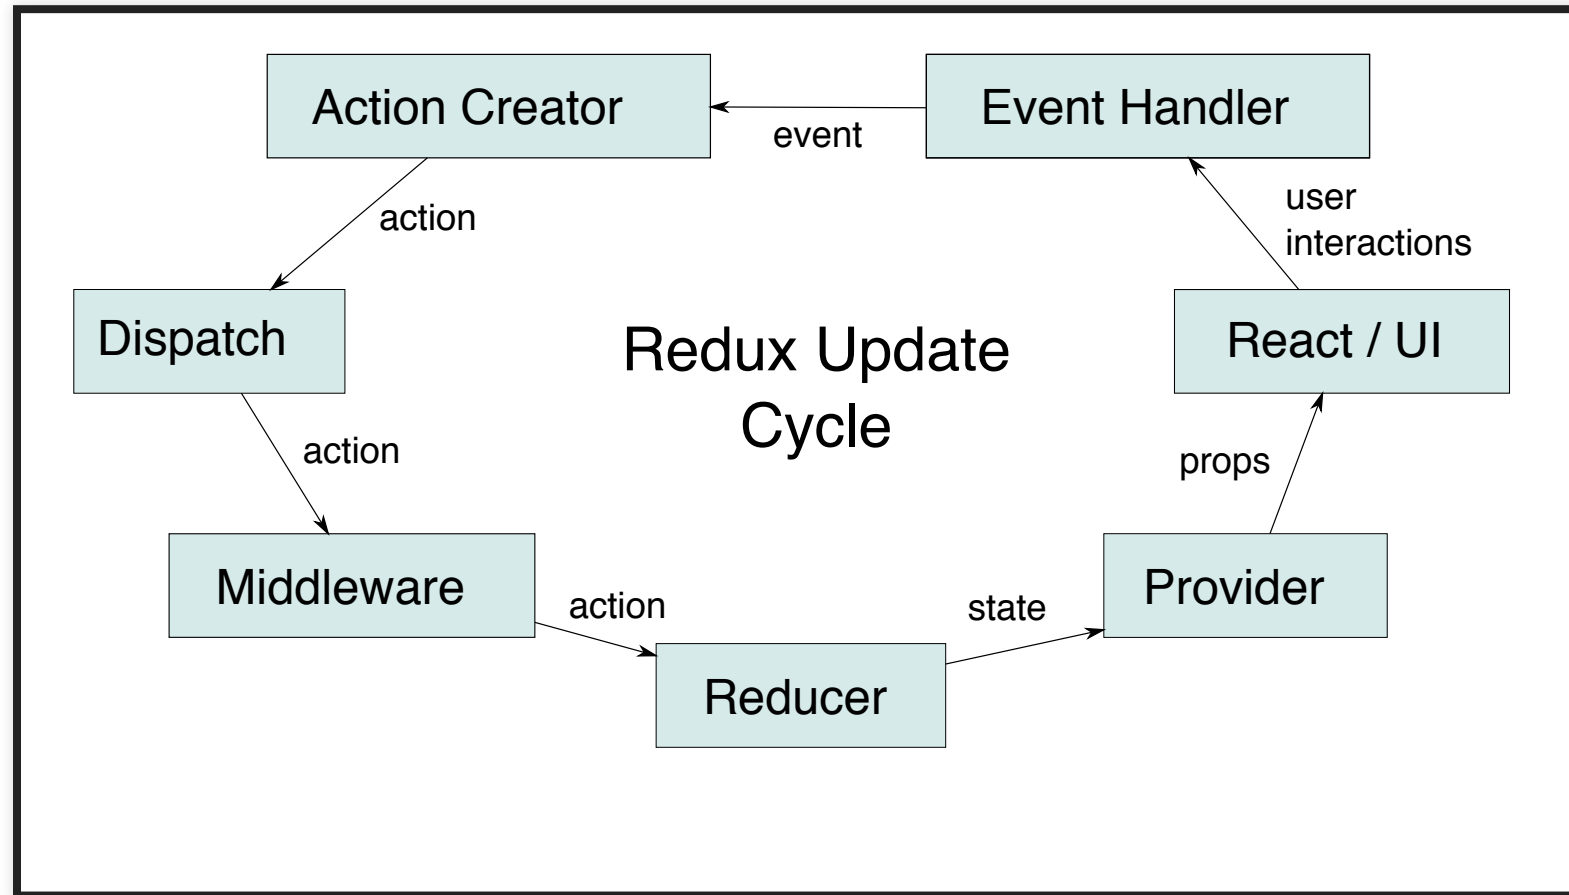 Action Creator
Event Handler
event
user
interactions
action
Dispatch
Redux Update
Cycle
React / UI
action
props
Middleware
action
state
Provider
Reducer